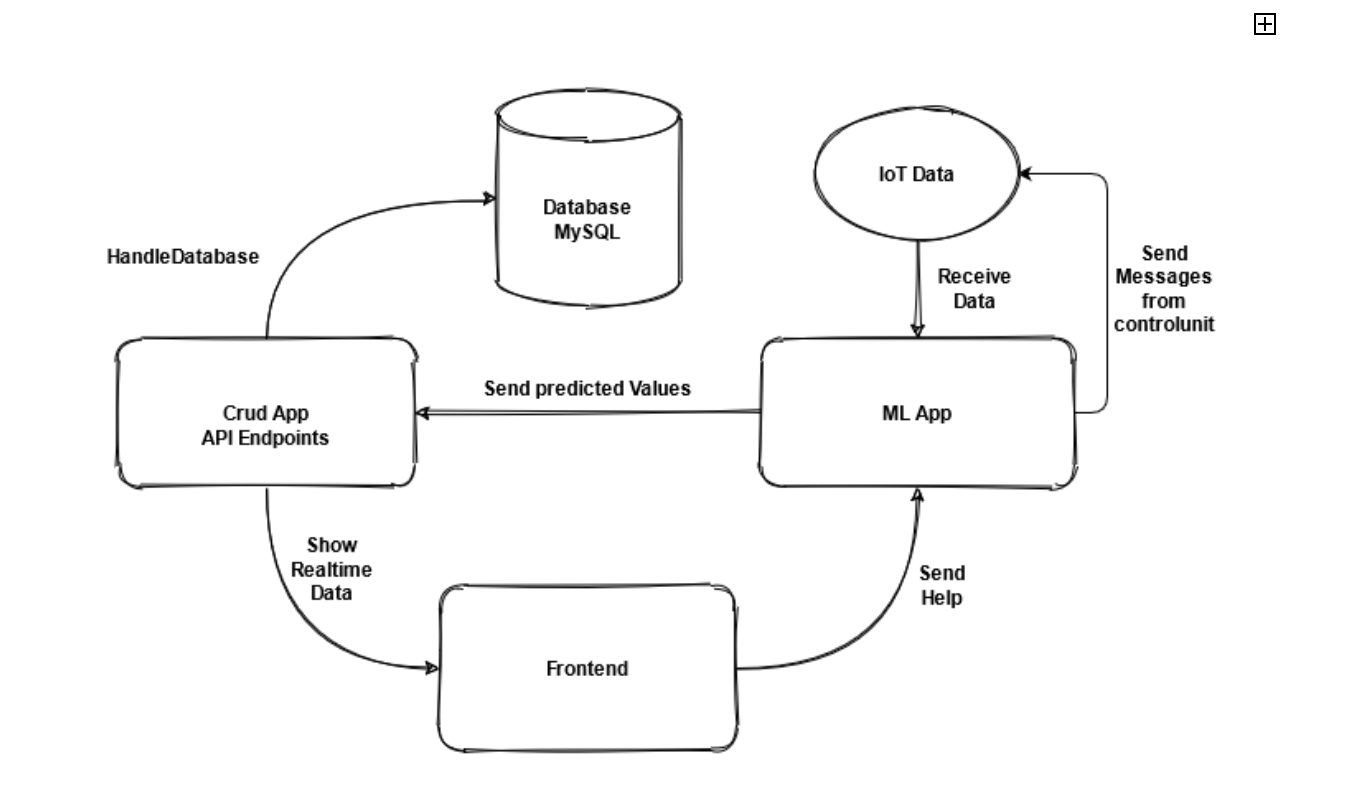 IoT Data
Database
MySQL
HandleDatabase
Send
Messages
from
controlunit
Receive
Data
Send predicted Values
Crud App
API Endpoints
ML App
Show
Realtime
Data
Send
Help
Frontend